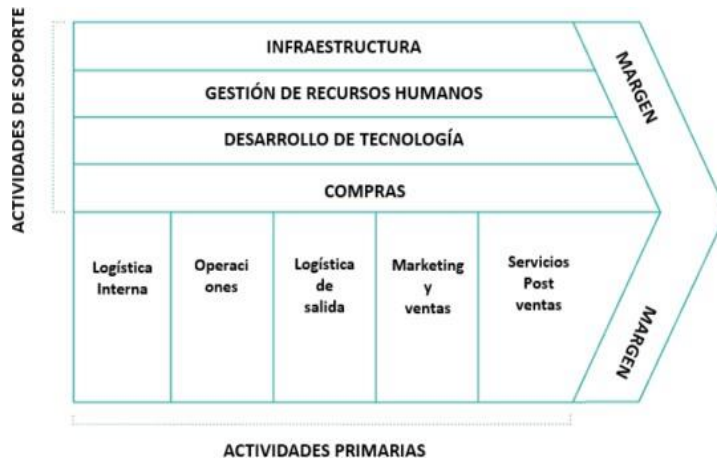 ACTIVIDADES DE SOPORTE
INFRAESTRUCTURA
GESTIÓN DE RECURSOS HUMANOS
DESARROLLO DE TECNOLOGÍA
COMPRAS
MARGEN
Logística
Interna
Operaci
ones
Logística
de
salida
Marketing
y
ventas
Servicios
Post
ventas
MARGEN
ACTIVIDADES PRIMARIAS